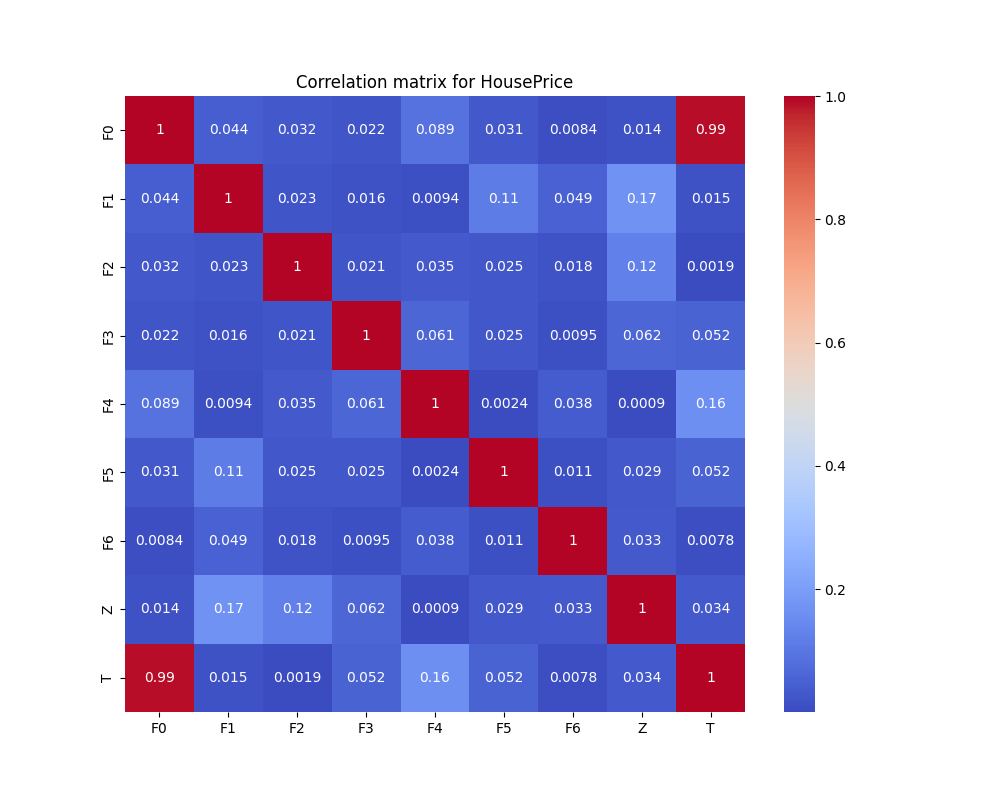 Correlation matrix for HousePrice
F0 1 0.044 0.032 0.022 0.089 0.031 0.0084 0.014 0.99
F1 0.044 1 0.023 0.016 0.0094 0.11 0.049 0.17 0.015
F2 0.032 0.023 1 0.021 0.035 0.025 0.018 0.12 0.0019
F3 0.022 0.016 0.021 1 0.061 0.025 0.0095 0.062 0.052
F4 0.089 0.0094 0.035 0.061 1 0.0024 0.038 0.0009 0.16
F5 0.031 0.11 0.025 0.025 0.0024 1 0.011 0.029 0.052
F6 0.0084 0.049 0.018 0.0095 0.038 0.011 1 0.033 0.0078
Z 0.014 0.17 0.12 0.062 0.0009 0.029 0.033 1 0.034
T 0.99 0.015 0.0019 0.052 0.16 0.052 0.0078 0.034 1
F0 F1 F2 F3 F4 F5 F6 Z T
1.0
0.8
0.6
0.4
0.2